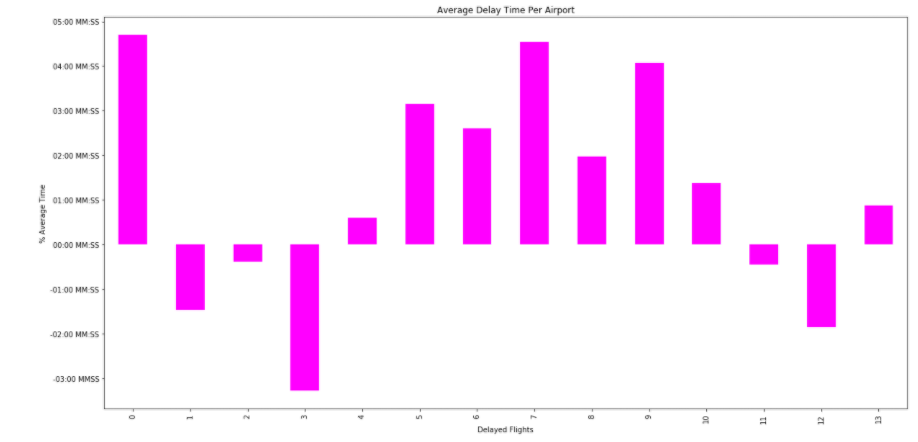 Average Delay Time Per Airport
05:00 MM:SS
04:00 MM:SS
03:00 MM:SS
02:00 MM:SS
01:00 MM:SS
00:00 MM:SS
-01:00 MM:SS
-02:00 MM:SS
-03:00 MMSS
% Average Time
0 1 2 3 4 5 6 7 8 9 10 11 12 13
Delayed Flights